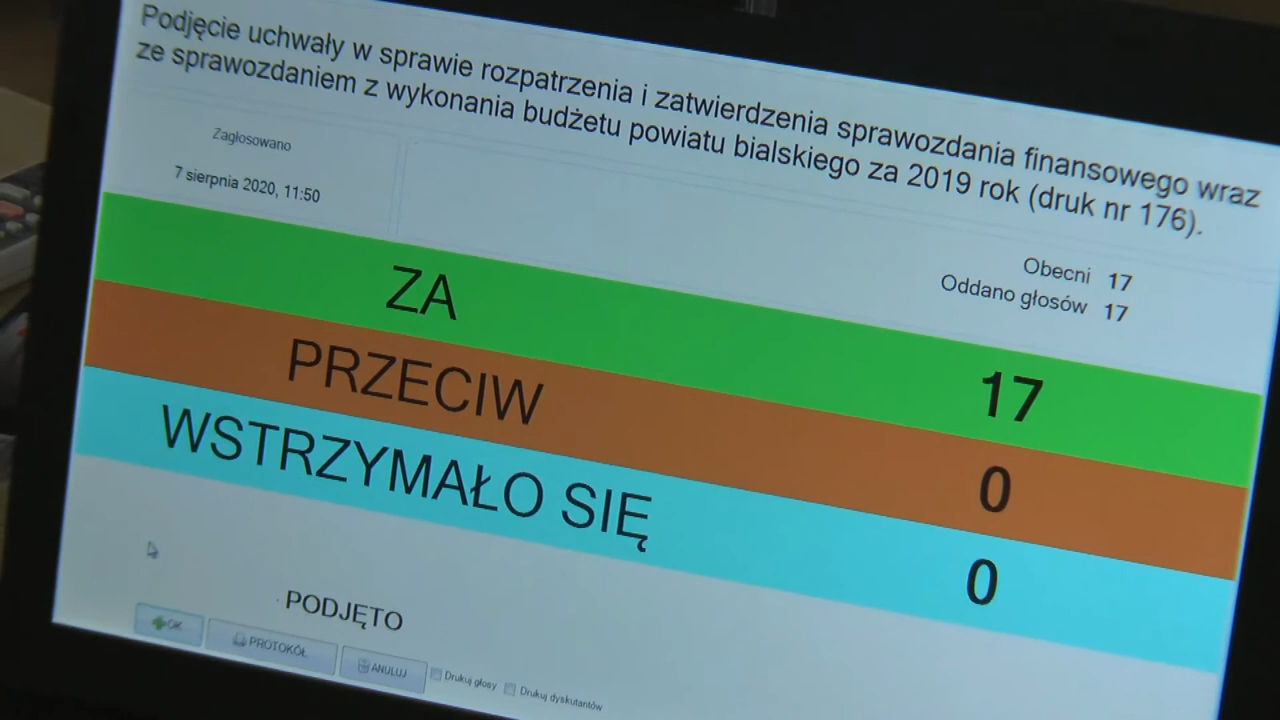 Podjęcie uchwały w sprawie rozpatrzenia i zatwierdzenia sprawozdania finansowego wraz
ze sprawozdaniem z wykonania budżetu powiatu bialskiego za 2019 rok (druk nr 176).
Zagłosowano
7 sierpnia 2020, 11:50
Obecni 17
Oddano głosów 17
ZA 17
PRZECIW 0
WSTRZYMAŁO SIĘ 0
PODJĘTO
OK PROTOKÓŁ ANULUJ Drukuj głosy Drukuj dyskutantów